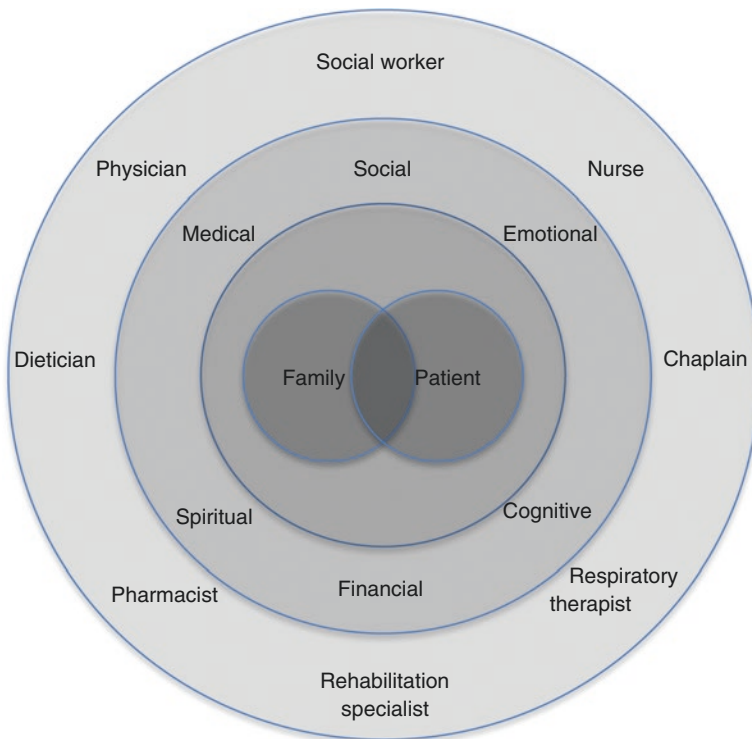 Social worker
Physician
Social
Nurse
Medical
Emotional
Dietician
Family
Patient
Chaplain
Spiritual
Cognitive
Pharmacist
Financial
Respiratory
therapist
Rehabilitation
specialist